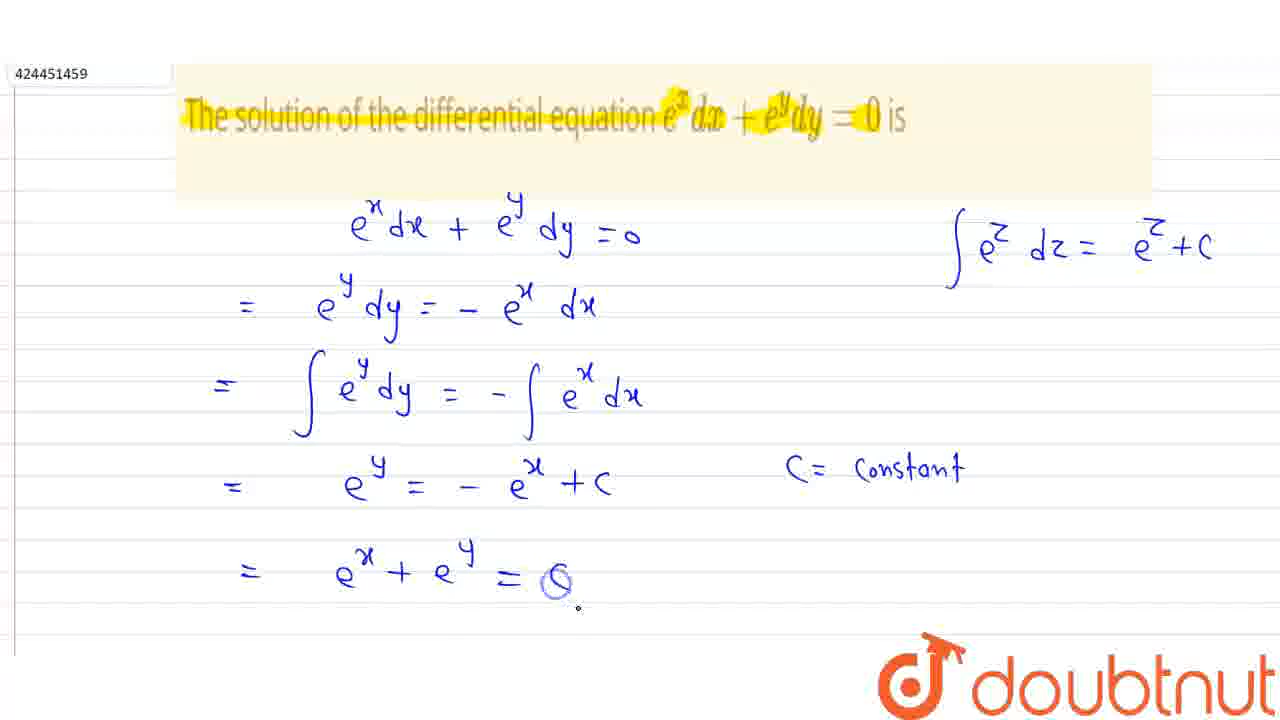 424451459
The solution of the differential equation e^x dx + e^y dy = 0 is
e^x dx + e^y dy = 0
∫ e^z dz = e^z + c
= e^y dy = - e^x dx
= ∫ e^y dy = - ∫ e^x dx
= e^y = - e^x + c
C = constant
= e^x + e^y = C
doubtnut